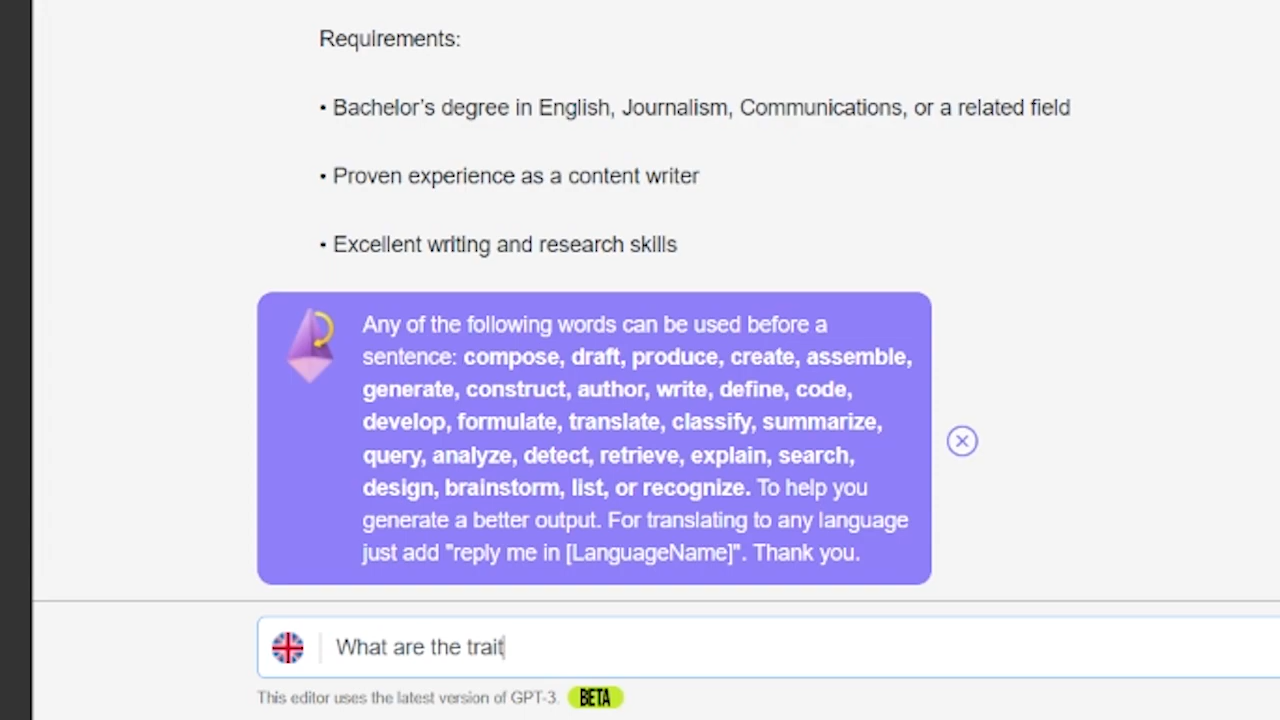 Requirements:
• Bachelor's degree in English, Journalism, Communications, or a related field
• Proven experience as a content writer
• Excellent writing and research skills
Any of the following words can be used before a
sentence: compose, draft, produce, create, assemble,
generate, construct, author, write, define, code,
develop, formulate, translate, classify, summarize,
query, analyze, detect, retrieve, explain, search,
design, brainstorm, list, or recognize. To help you
generate a better output. For translating to any language
just add "reply me in [LanguageName]". Thank you.
What are the trait
This editor uses the latest version of GPT-3. BETA